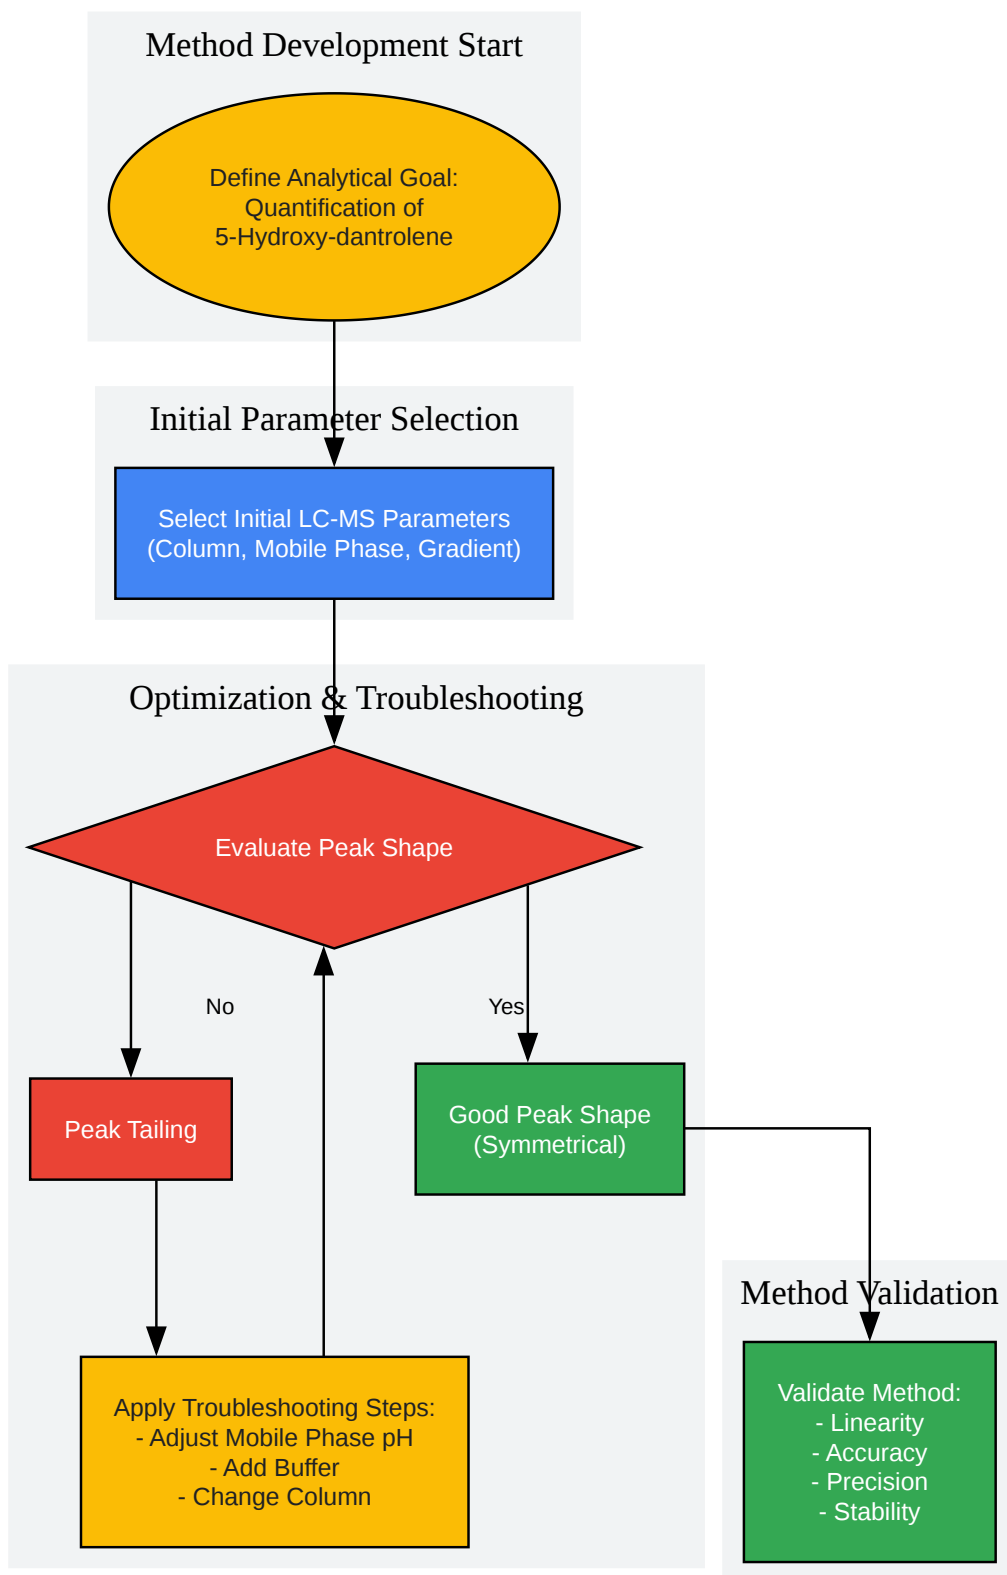 Method Development Start
Define Analytical Goal:
Quantification of
5-Hydroxy-dantrolene
Initial Parameter Selection
Select Initial LC-MS Parameters
(Column, Mobile Phase, Gradient)
Optimization & Troubleshooting
Evaluate Peak Shape
No
Yes
Peak Tailing
Good Peak Shape
(Symmetrical)
Apply Troubleshooting Steps:
- Adjust Mobile Phase pH
- Add Buffer
- Change Column
Method Validation
Validate Method:
- Linearity
- Accuracy
- Precision
- Stability